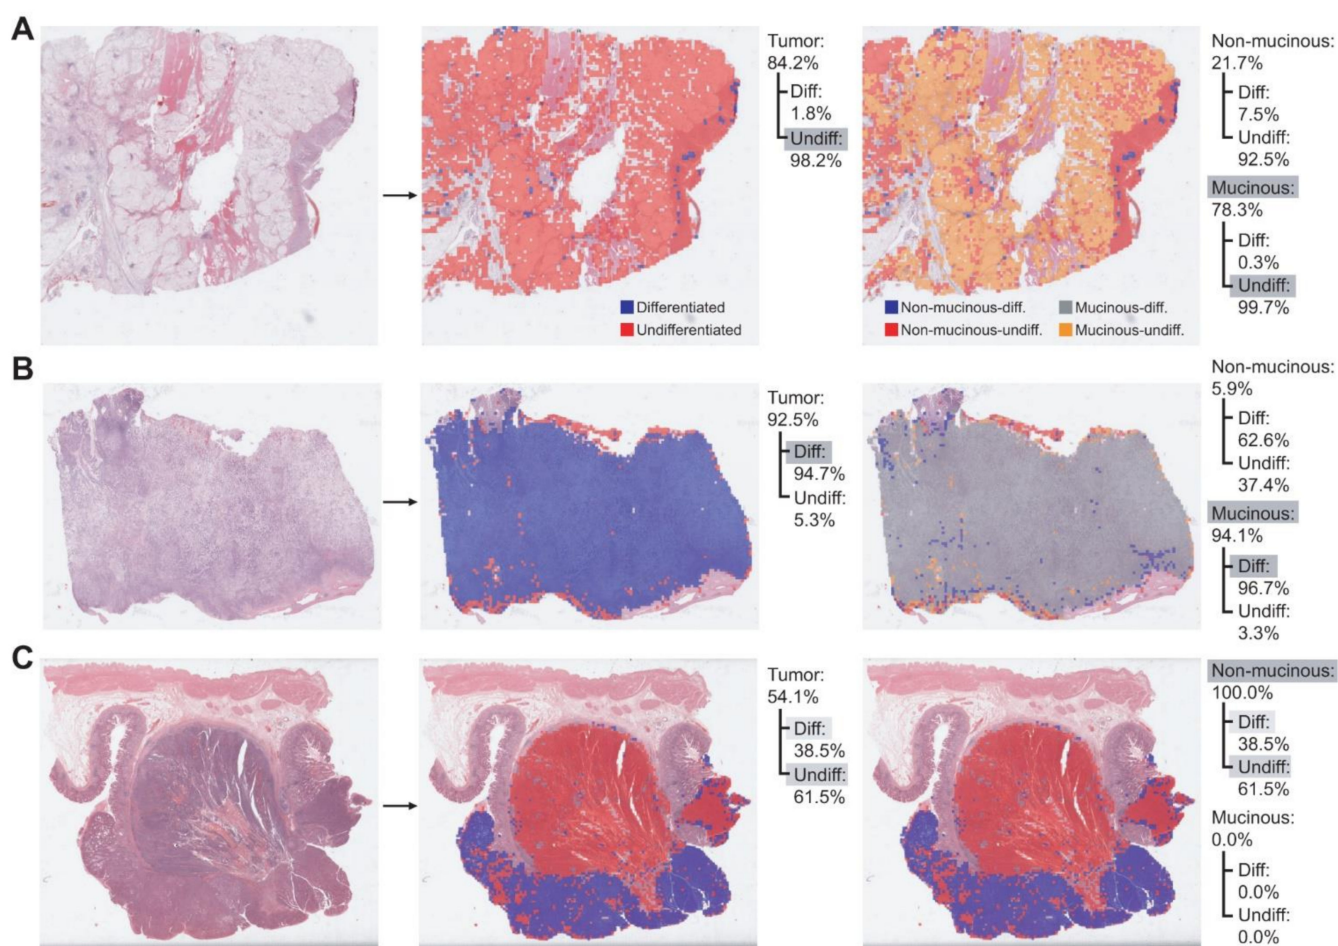 A
Tumor:
84.2%
Diff:
1.8%
Undiff:
98.2%
Differentiated
Undifferentiated
Non-mucinous-diff.
Mucinous-diff.
Non-mucinous-undiff.
Mucinous-undiff.
Non-mucinous:
21.7%
Diff:
7.5%
Undiff:
92.5%
Mucinous:
78.3%
Diff:
0.3%
Undiff:
99.7%
B
Tumor:
92.5%
Diff:
94.7%
Undiff:
5.3%
Non-mucinous:
5.9%
Diff:
62.6%
Undiff:
37.4%
Mucinous:
94.1%
Diff:
96.7%
Undiff:
3.3%
C
Tumor:
54.1%
Diff:
38.5%
Undiff:
61.5%
Non-mucinous:
100.0%
Diff:
38.5%
Undiff:
61.5%
Mucinous:
0.0%
Diff:
0.0%
Undiff:
0.0%